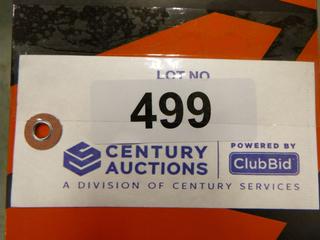 LOT NO
499
CENTURY
AUCTIONS
POWERED BY
ClubBid
A DIVISION OF CENTURY SERVICES